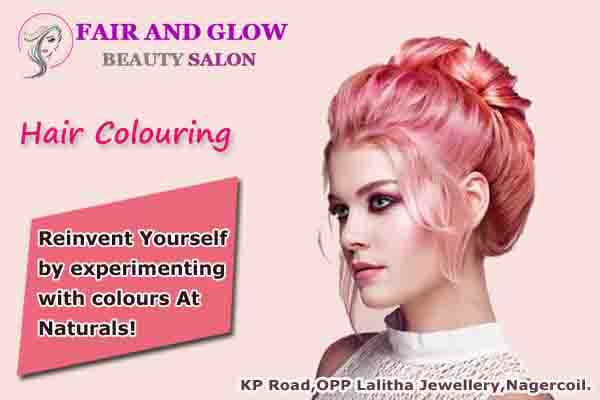 FAIR AND GLOW
BEAUTY SALON
Hair Colouring
Reinvent Yourself
by experimenting
with colours At
Naturals!
KP Road,OPP Lalitha Jewellery,Nagercoil.